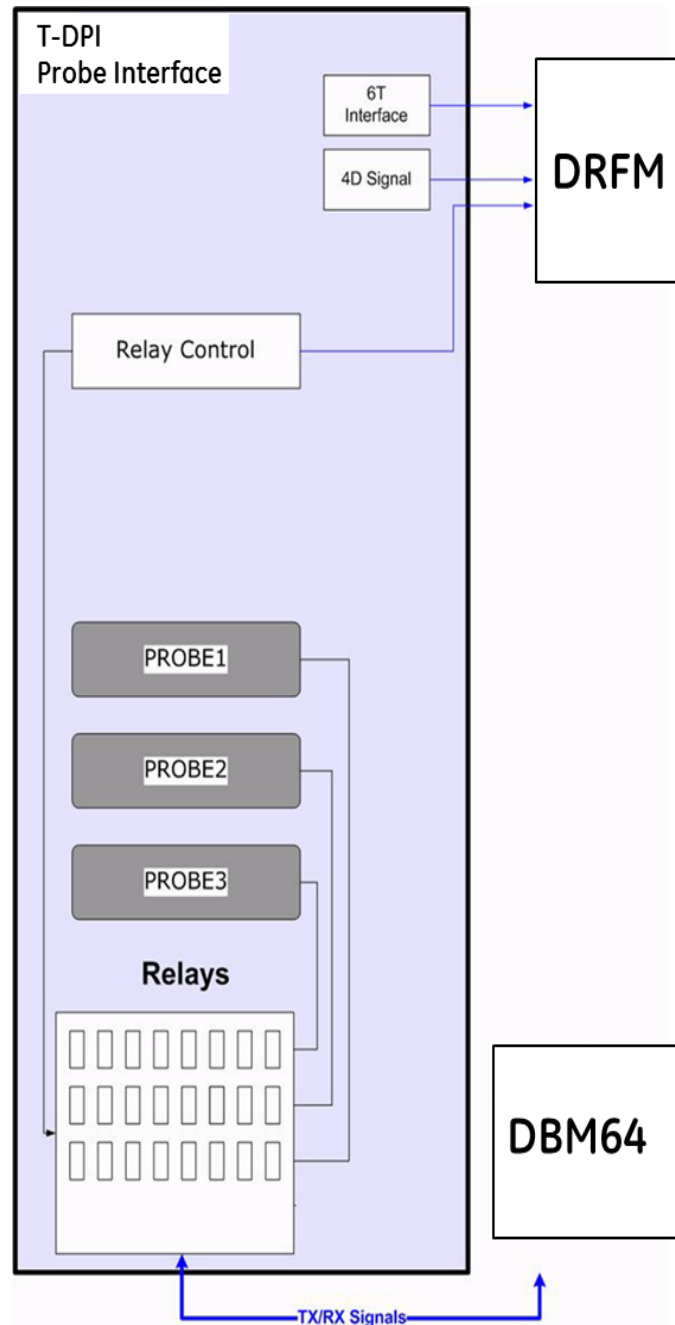 T-DPI
Probe Interface
6T
Interface
DRFM
4D Signal
Relay Control
PROBE1
PROBE2
PROBE3
Relays
DBM64
TX/RX Signals